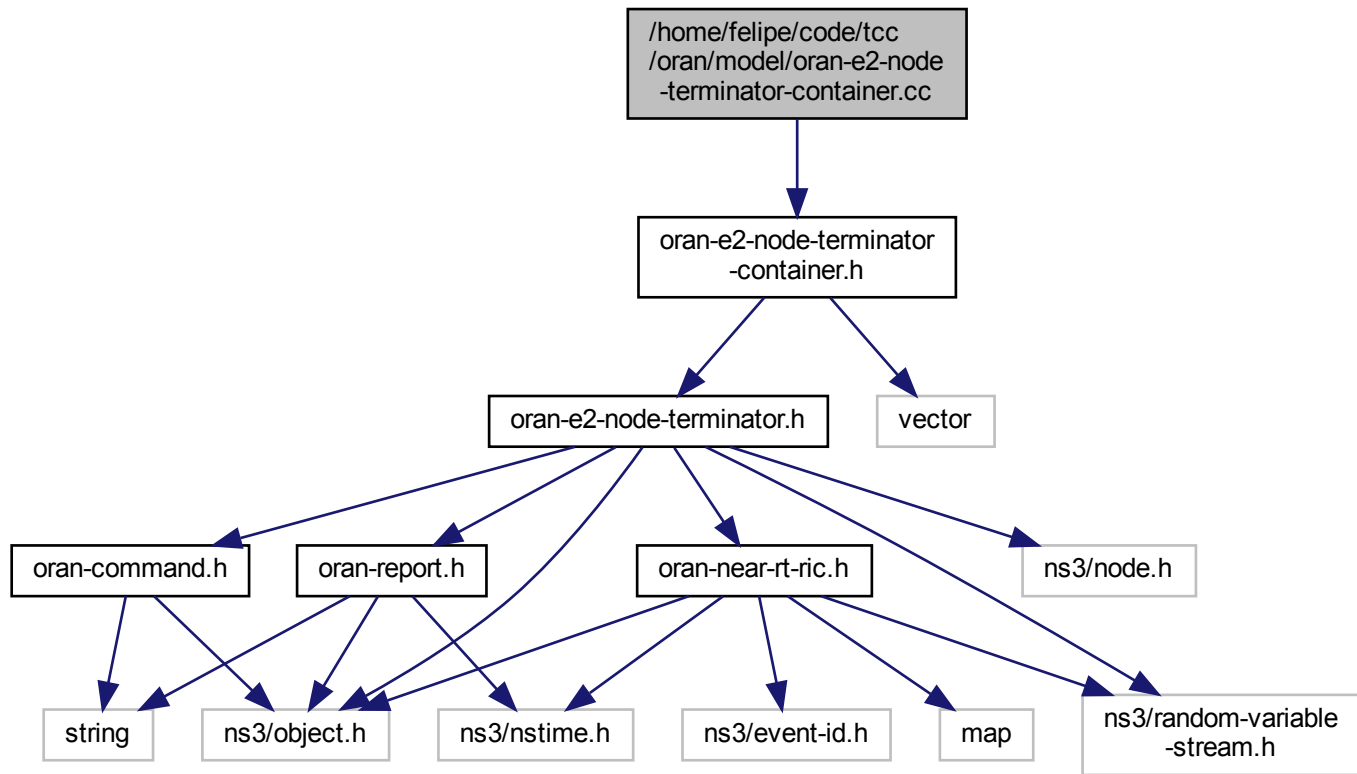 /home/felipe/code/tcc
/oran/model/oran-e2-node
-terminator-container.cc
oran-e2-node-terminator
-container.h
oran-e2-node-terminator.h
vector
oran-command.h
oran-report.h
oran-near-rt-ric.h
ns3/node.h
string
ns3/object.h
ns3/nstime.h
ns3/event-id.h
map
ns3/random-variable
-stream.h